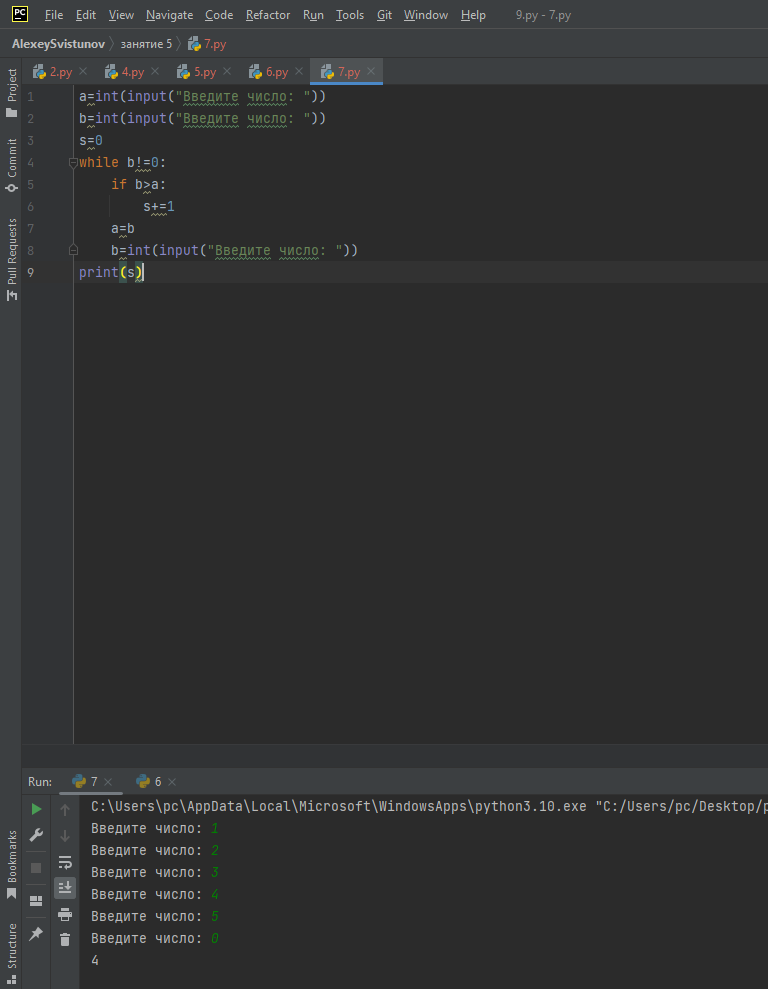 PC File Edit View Navigate Code Refactor Run Tools Git Window Help 9.py - 7.py
AlexeySvistunov 〉 занятие 5 〉 7.py
2.py 4.py 5.py 6.py 7.py
Project
Commit
Pull Requests
1 a=int(input("Введите число: "))
2 b=int(input("Введите число: "))
3 s=0
4 while b!=0:
5     if b>a:
6         s+=1
7     a=b
8     b=int(input("Введите число: "))
9 print(s)
Run: 7 6
Bookmarks
Structure
C:\Users\pc\AppData\Local\Microsoft\WindowsApps\python3.10.exe "C:/Users/pc/Desktop/p
Введите число: 1
Введите число: 2
Введите число: 3
Введите число: 4
Введите число: 5
Введите число: 0
4